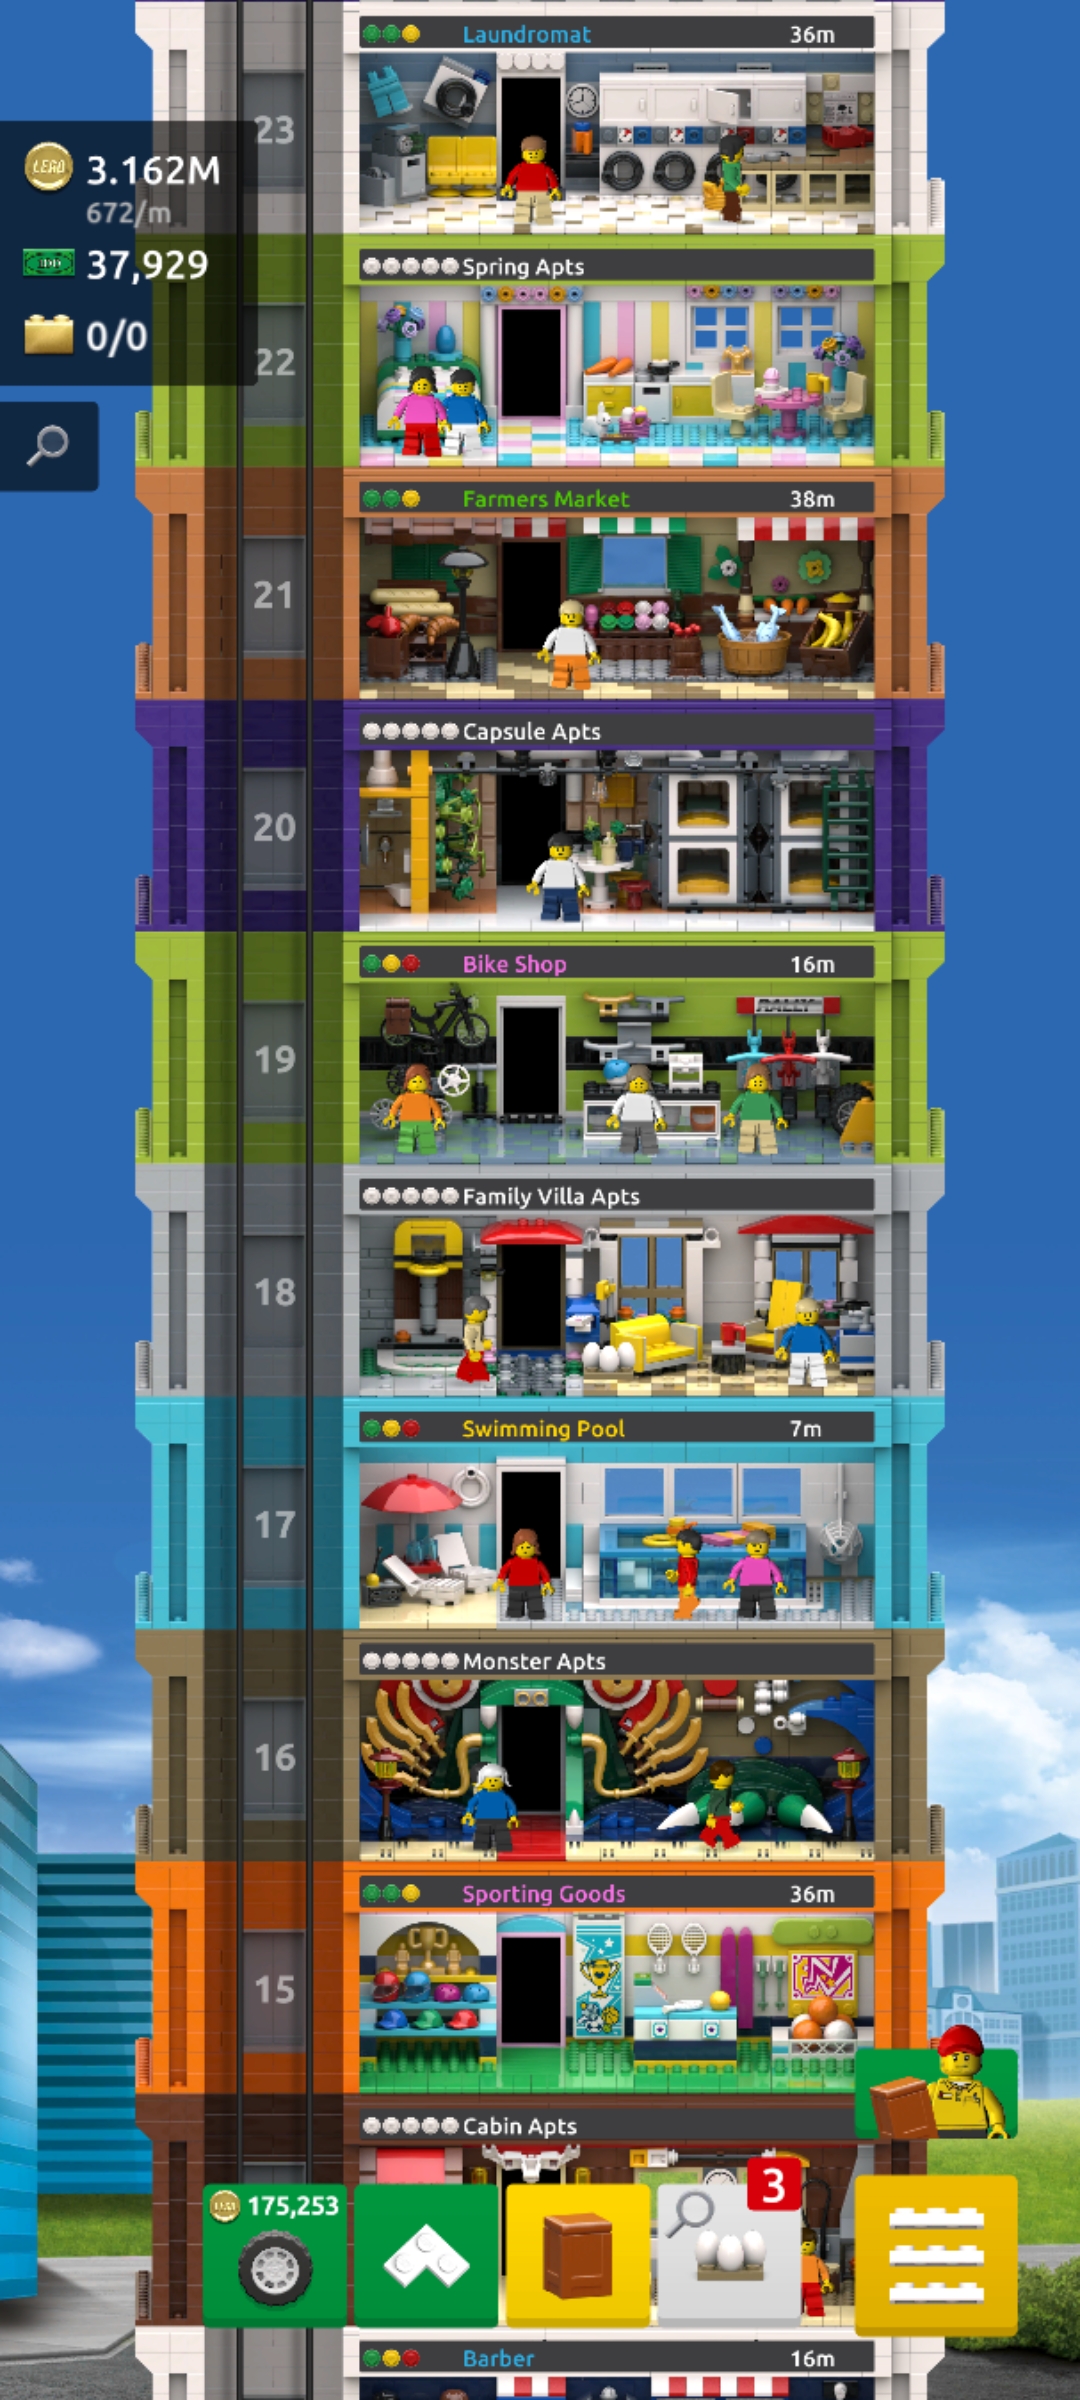 Laundromat 36m
23
LEGO 3.162M
672/m
37,929
0/0
Spring Apts
22
Farmers Market 38m
21
Capsule Apts
20
Bike Shop 16m
RALLY
19
Family Villa Apts
18
Swimming Pool 7m
17
Monster Apts
16
Sporting Goods 36m
15
Cabin Apts
175,253
3
Barber 16m